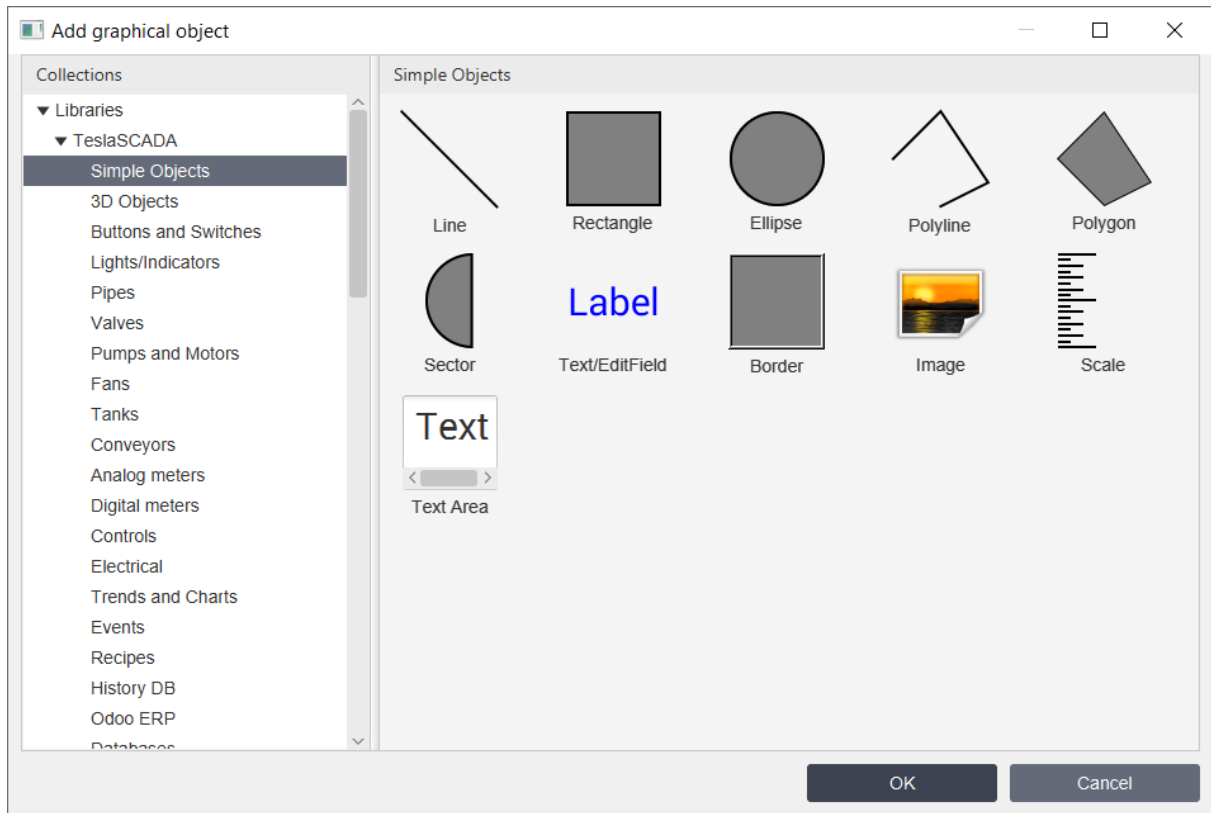 Add graphical object
Collections
Libraries
TeslaSCADA
Simple Objects
3D Objects
Buttons and Switches
Lights/Indicators
Pipes
Valves
Pumps and Motors
Fans
Tanks
Conveyors
Analog meters
Digital meters
Controls
Electrical
Trends and Charts
Events
Recipes
History DB
Odoo ERP
Databases
Simple Objects
Line
Rectangle
Ellipse
Polyline
Polygon
Label
Sector
Text/EditField
Border
Image
Scale
Text
Text Area
OK
Cancel